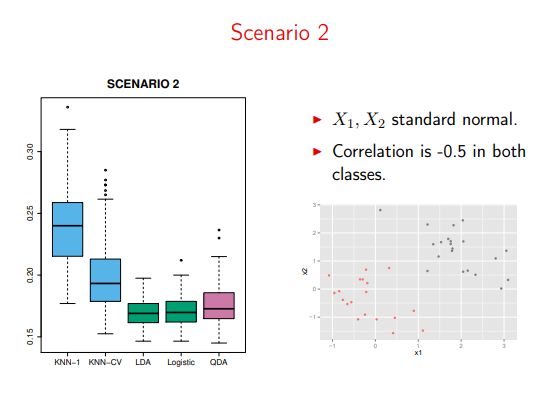 Scenario 2
SCENARIO 2
0.30
0.25
0.20
0.15
KNN-1 KNN-CV LDA Logistic QDA
► X₁, X₂ standard normal.
► Correlation is -0.5 in both
classes.
3
2
1
0
−1
x2
−1 0 1 2 3
x1